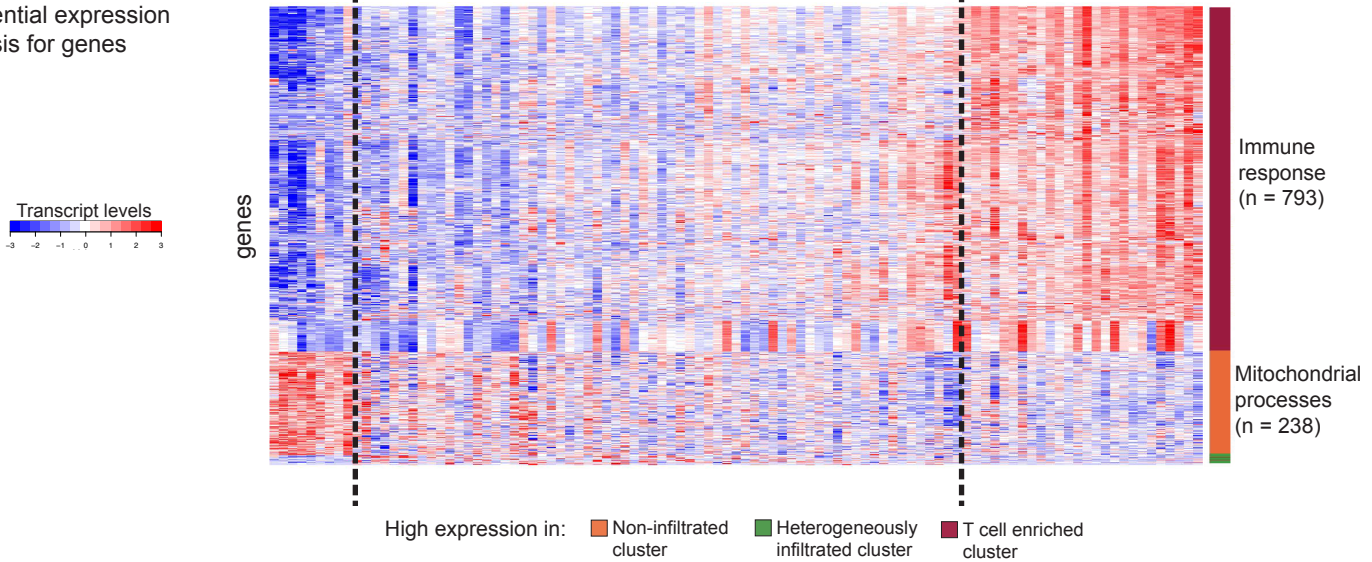 ential expression
sis for genes
Transcript levels
-3 -2 -1 0 1 2 3
genes
Immune
response
(n = 793)
Mitochondrial
processes
(n = 238)
High expression in:
Non-infiltrated
cluster
Heterogeneously
infiltrated cluster
T cell enriched
cluster